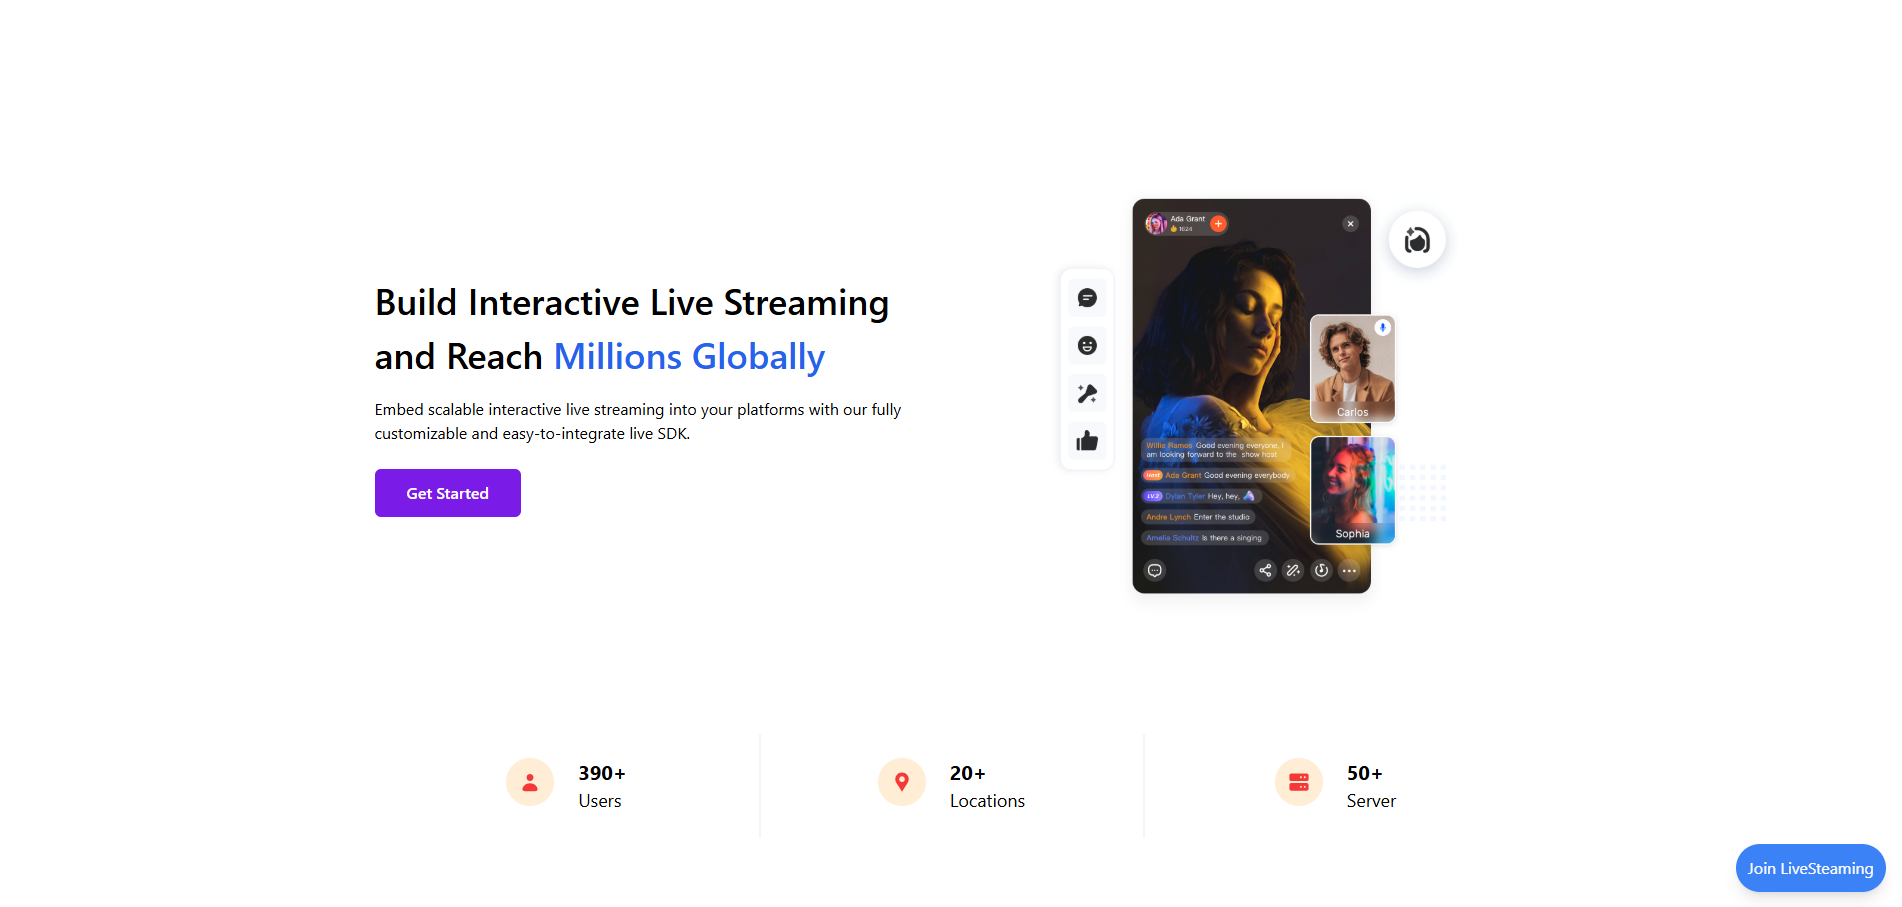 Build Interactive Live Streaming
and Reach Millions Globally
Embed scalable interactive live streaming into your platforms with our fully
customizable and easy-to-integrate live SDK.
Get Started
Ada Grant
1024
Carlos
Willie Ramos Good evening everyone, I
am looking forward to the show host
Host Ada Grant Good evening everybody
LV.2 Dylan Tyler Hey, hey,
Andre Lynch Enter the studio
Amelia Schultz Is there a singing
Sophia
390+
Users
20+
Locations
50+
Server
Join LiveSteaming